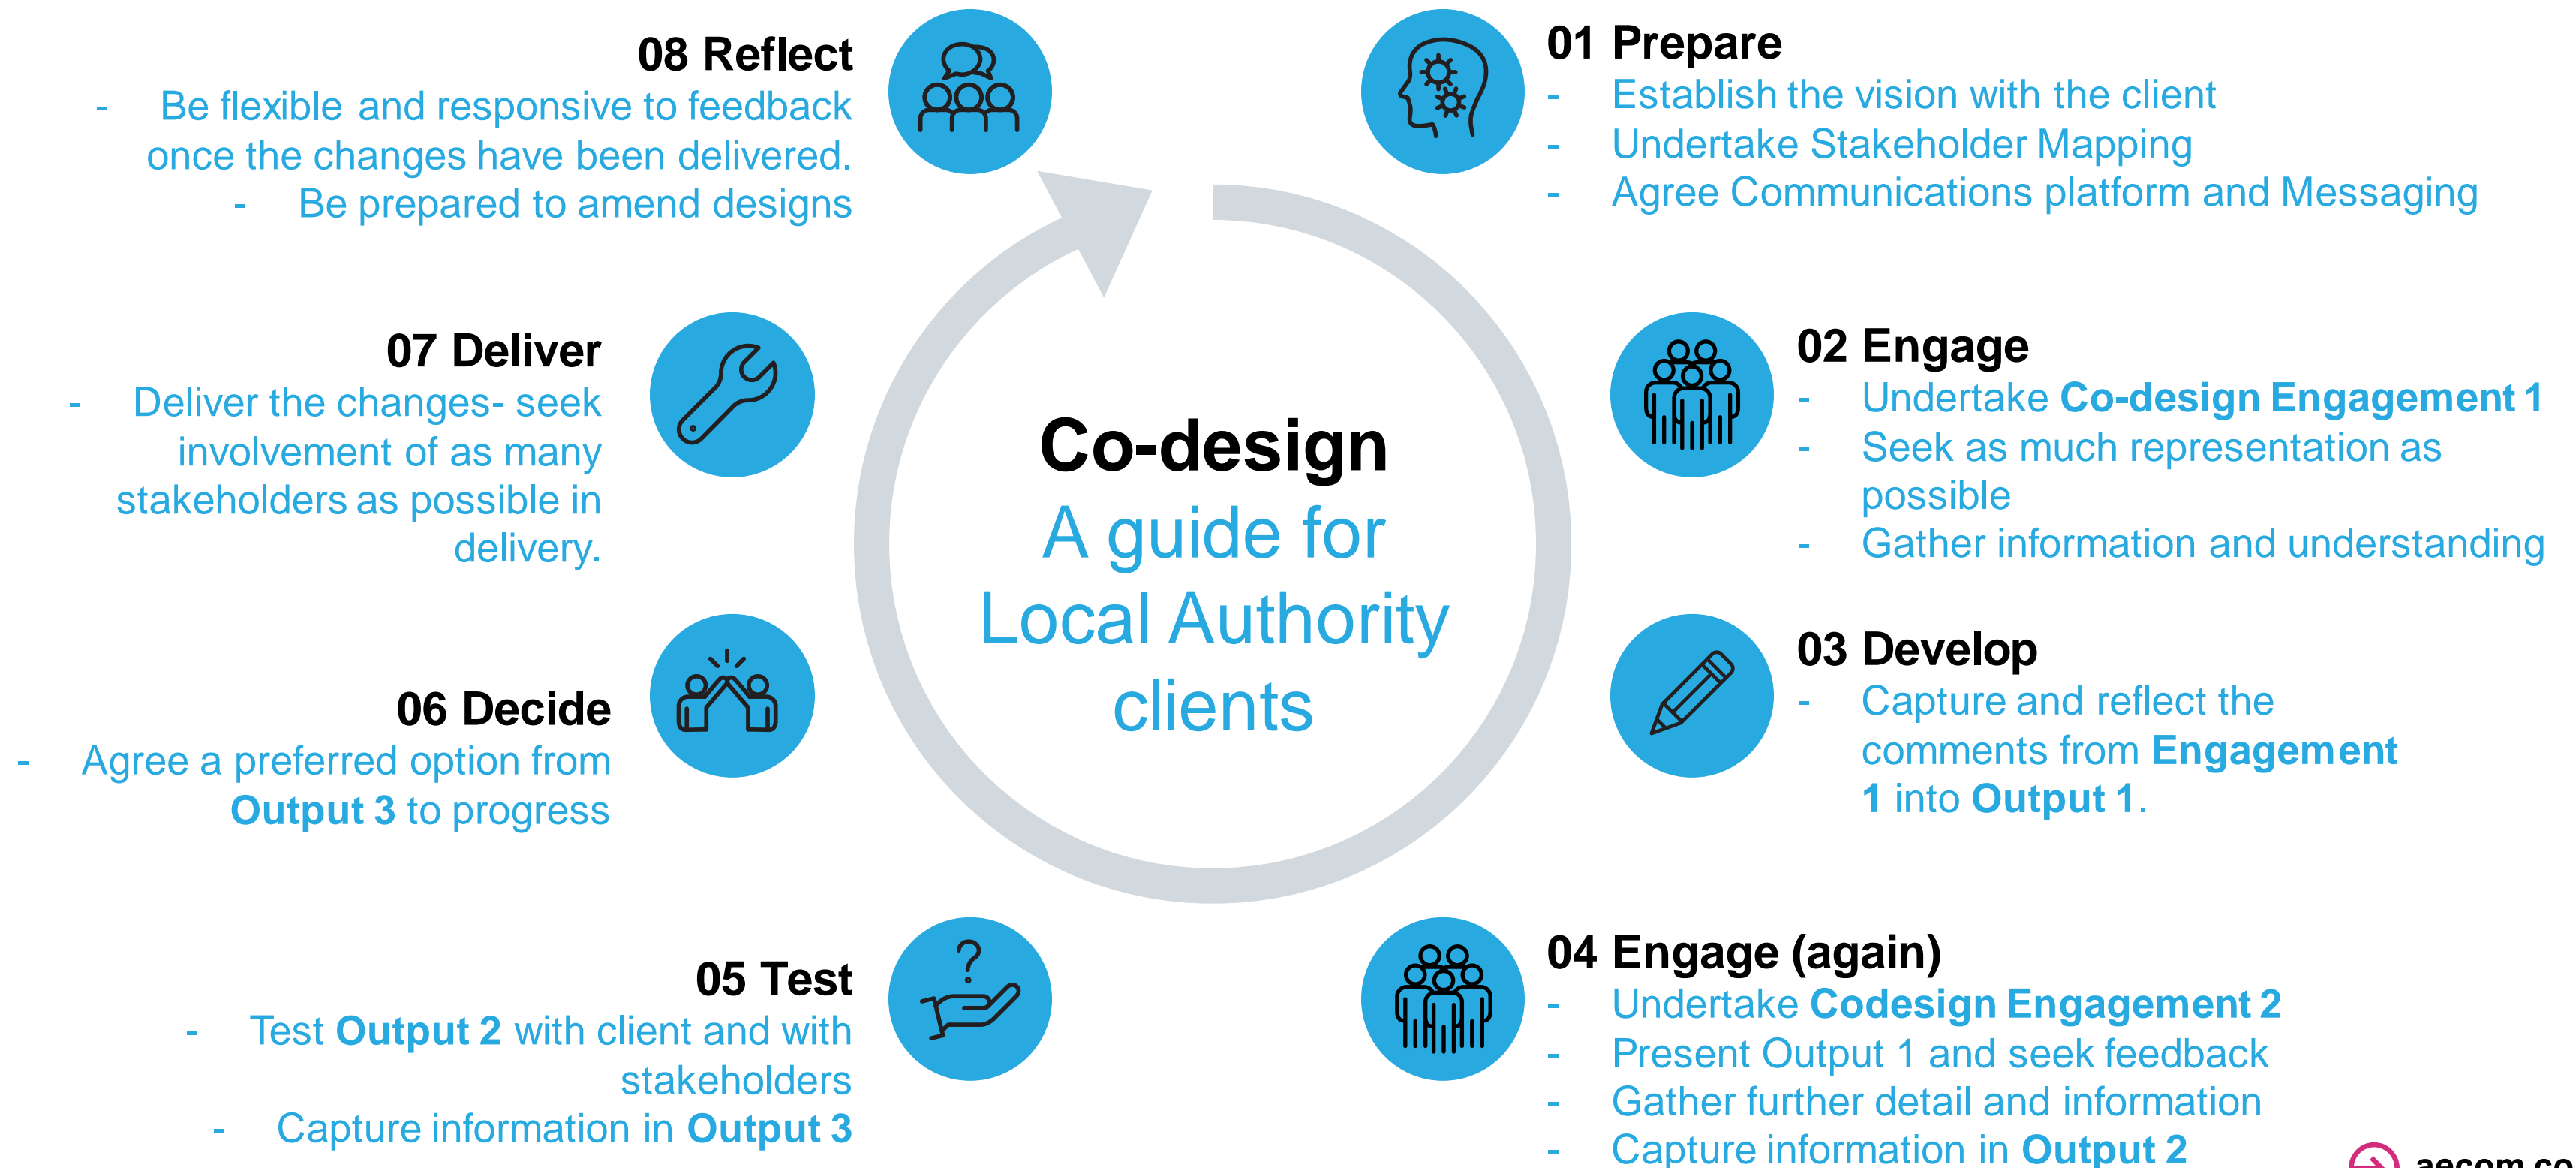 Co-design
A guide for
Local Authority
clients
01 Prepare
- Establish the vision with the client
- Undertake Stakeholder Mapping
- Agree Communications platform and Messaging
02 Engage
- Undertake Co-design Engagement 1
- Seek as much representation as
possible
- Gather information and understanding
03 Develop
- Capture and reflect the
comments from Engagement
1 into Output 1.
04 Engage (again)
- Undertake Codesign Engagement 2
- Present Output 1 and seek feedback
- Gather further detail and information
- Capture information in Output 2
05 Test
- Test Output 2 with client and with
stakeholders
- Capture information in Output 3
06 Decide
- Agree a preferred option from
Output 3 to progress
07 Deliver
- Deliver the changes- seek
involvement of as many
stakeholders as possible in
delivery.
08 Reflect
- Be flexible and responsive to feedback
once the changes have been delivered.
- Be prepared to amend designs
aecom.co